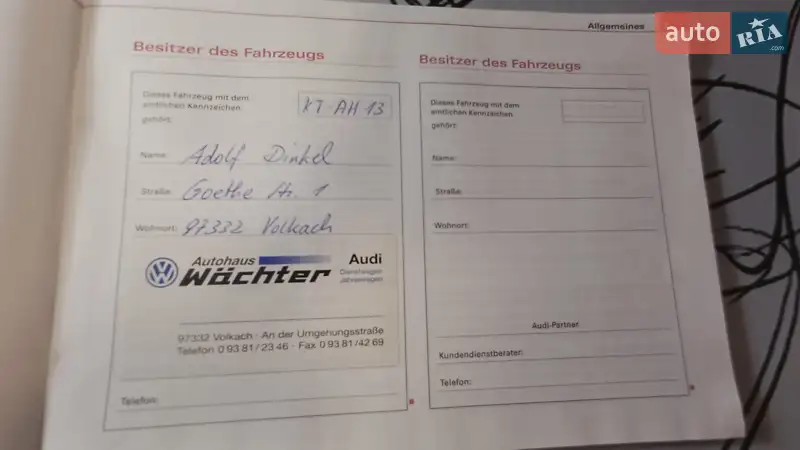 Allgemeines
auto RIA .com
Besitzer des Fahrzeugs
Dieses Fahrzeug mit dem
amtlichen Kennzeichen
KT-AH 13
gehört:
Name: Adolf Dinkel
Straße: Goethe Str. 1
Wohnort: 97332 Volkach
Autohaus
Wächter
Audi
Dienstwagen
Jahreswagen
97332 Volkach · An der Umgehungsstraße
Telefon 0 93 81 / 23 46 · Fax 0 93 81 / 42 69
Telefon:
Besitzer des Fahrzeugs
Dieses Fahrzeug mit dem
amtlichen Kennzeichen
gehört:
Name:
Straße:
Wohnort:
Audi-Partner
Kundendienstberater:
Telefon: